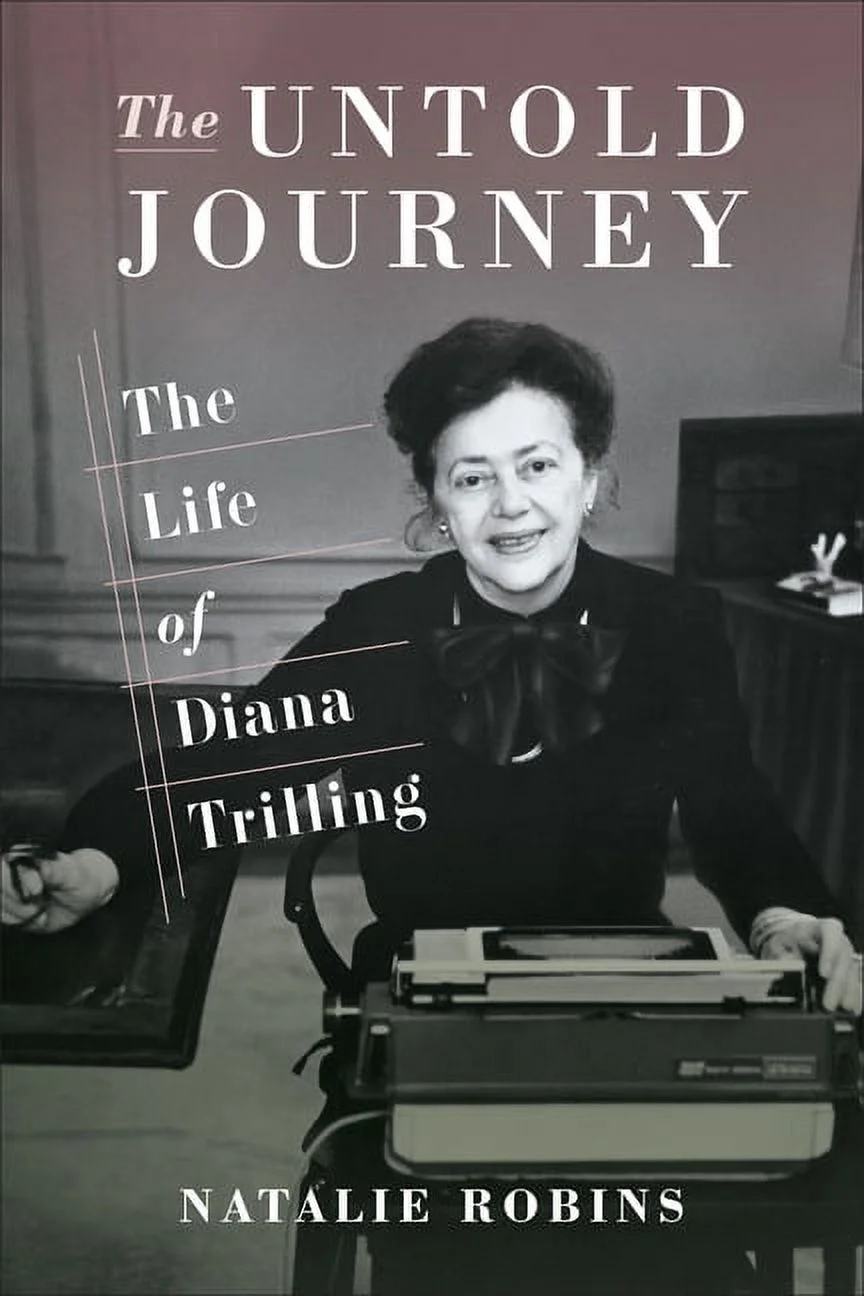 The UNTOLD
JOURNEY
The
Life
of
Diana
Trilling
NATALIE ROBINS